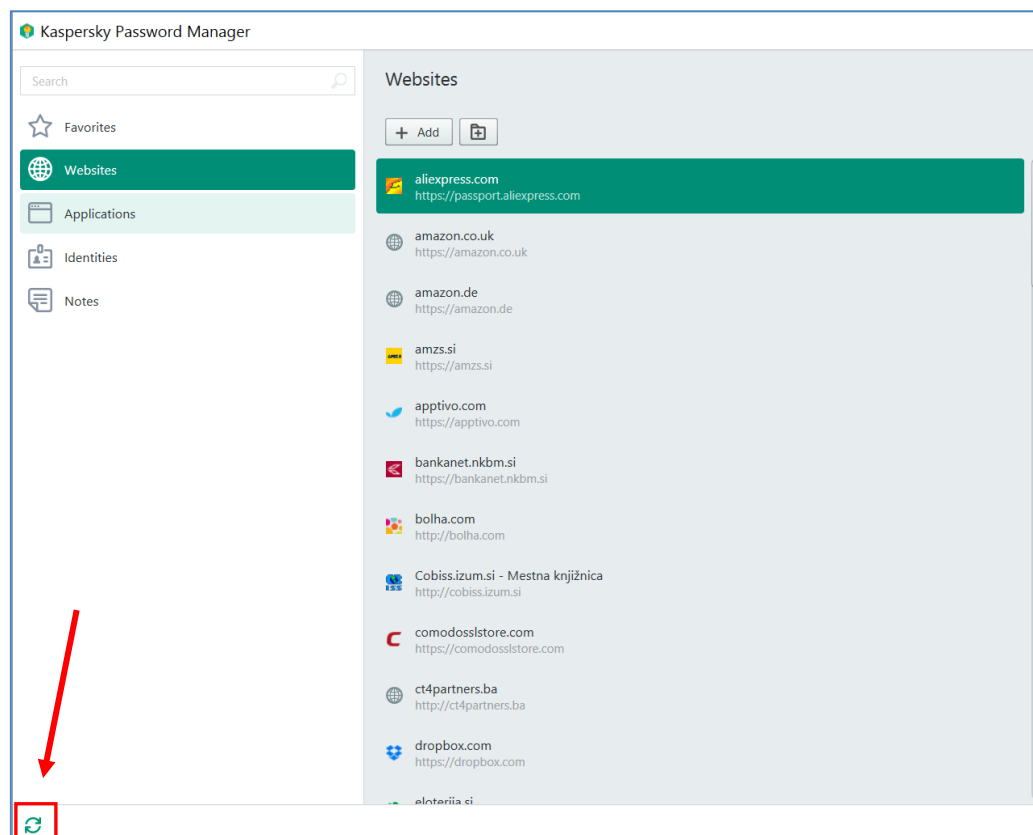 Kaspersky Password Manager
Search
Favorites
Websites
Applications
Identities
Notes
Websites
+ Add
aliexpress.com
https://passport.aliexpress.com
amazon.co.uk
https://amazon.co.uk
amazon.de
https://amazon.de
amzs.si
https://amzs.si
apptivo.com
https://apptivo.com
bankanet.nkbm.si
https://bankanet.nkbm.si
bolha.com
http://bolha.com
Cobiss.izum.si - Mestna knjižnica
http://cobiss.izum.si
comodosslstore.com
https://comodosslstore.com
ct4partners.ba
http://ct4partners.ba
dropbox.com
https://dropbox.com
eloterija.si